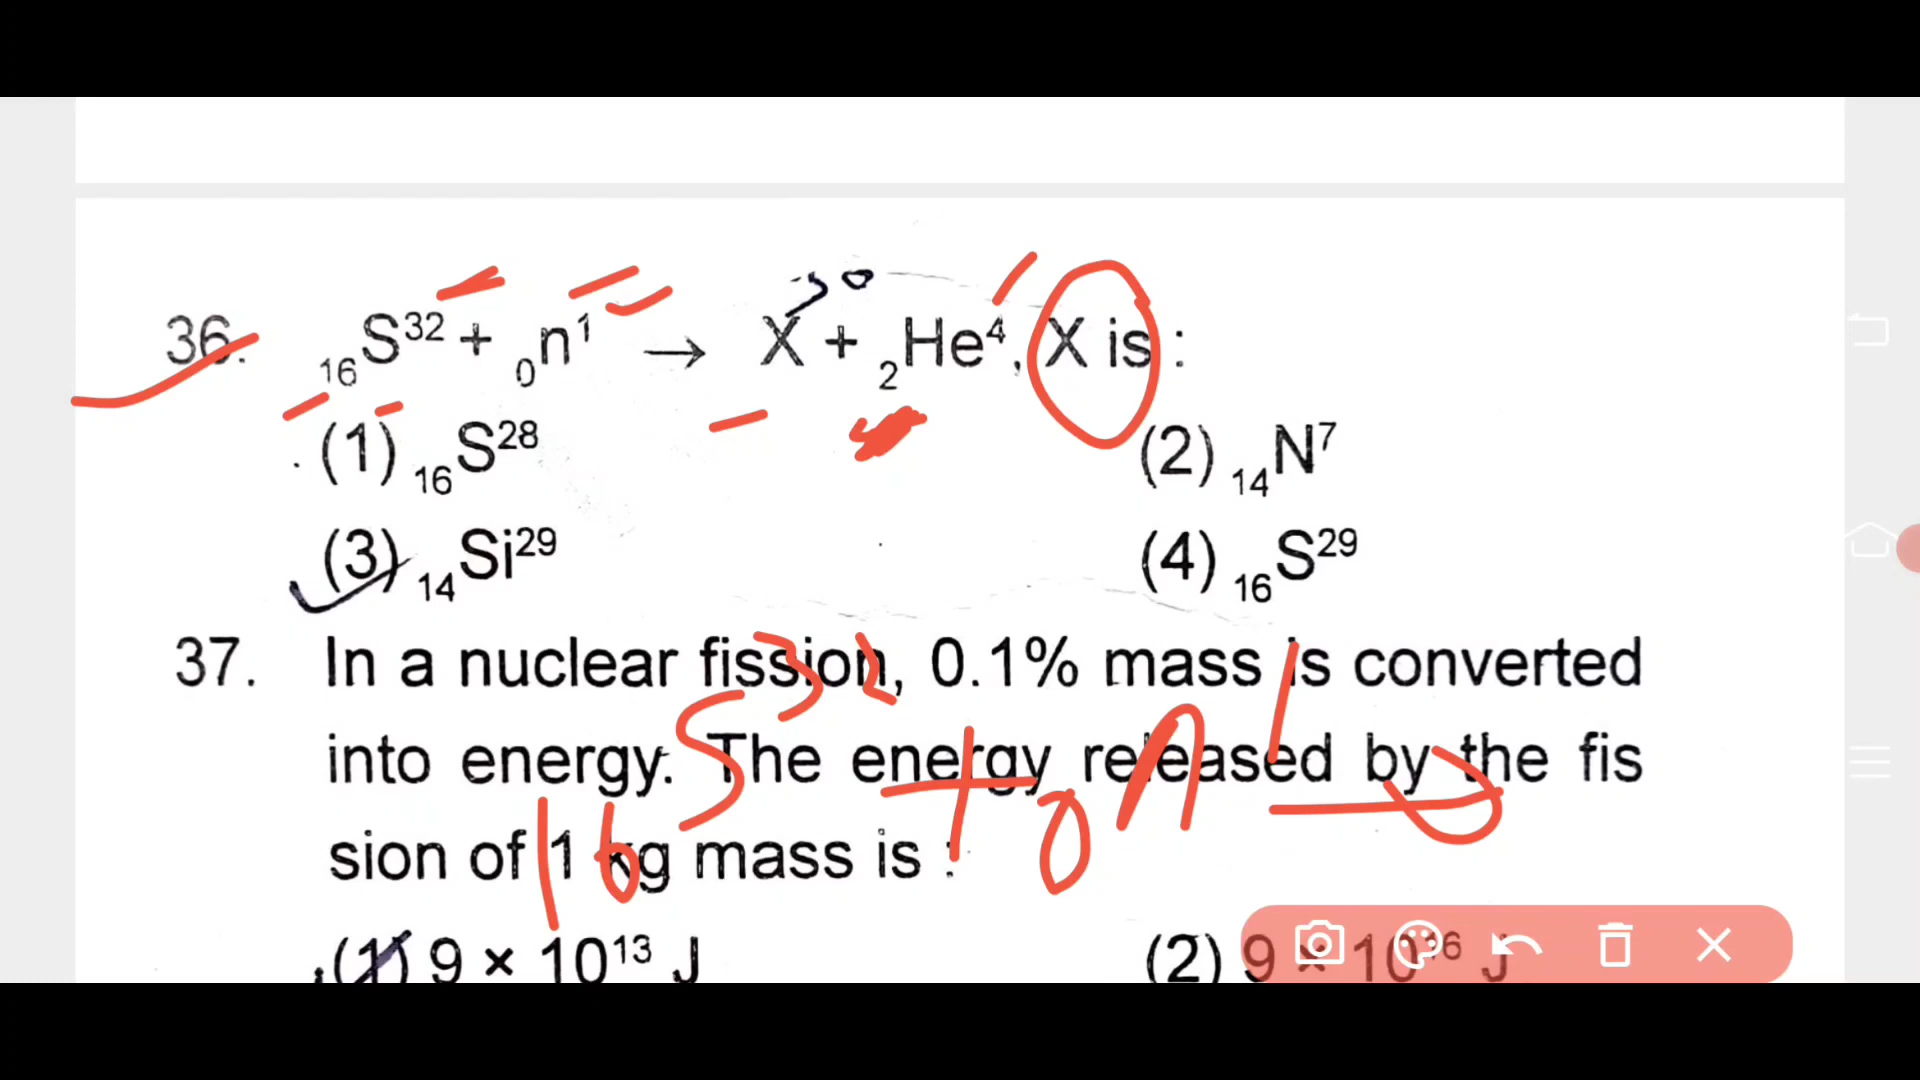 30
36. ₁₆S³² + ₀n¹ → X + ₂He⁴, X is :
(1) ₁₆S²⁸ (2) ₁₄N⁷
(3) ₁₄Si²⁹ (4) ₁₆S²⁹
37. In a nuclear fission, 0.1% mass is converted
into energy. The energy released by the fis
sion of 1 kg mass is :
₁₆S³² + ₀n¹
(1) 9 × 10¹³ J (2) 9 × 10¹⁶ J